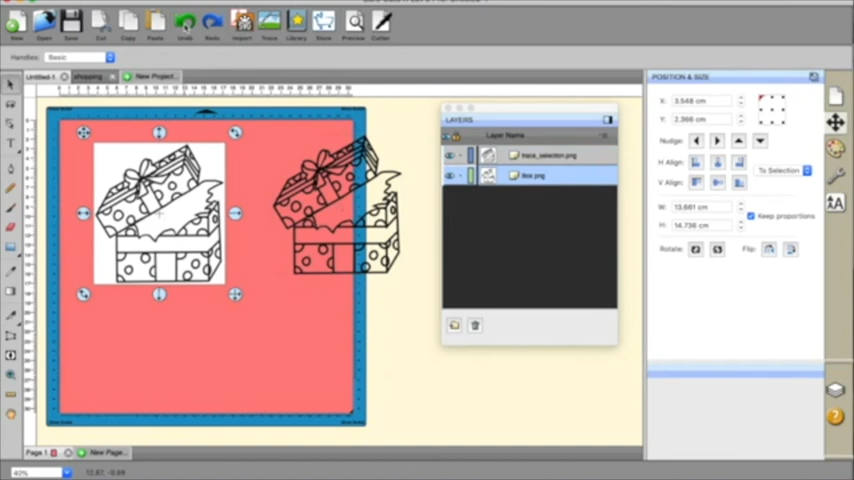 New Open Save Cut Copy Paste Undo Redo Import Trace Library Store Preview Cutter
Handles: Basic
Untitled-1 shopping New Project...
POSITION & SIZE
X: 3.548 cm
Y: 2.366 cm
Nudge:
H Align:
To Selection
V Align:
W: 13.661 cm
Keep proportions
H: 14.736 cm
Rotate: Flip:
LAYERS
Layer Name
trace_selection.png
Box.png
Page 1 New Page...
40%